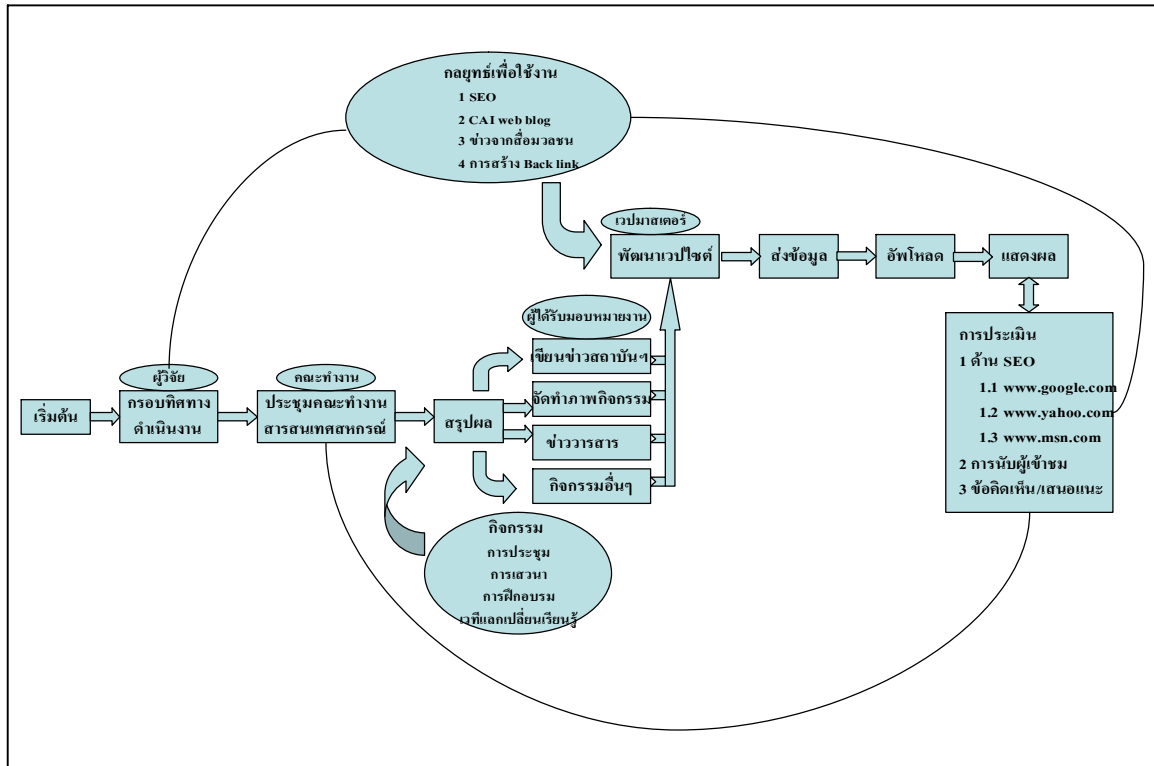 กลยุทธ์เพื่อใช้งาน
1 SEO
2 CAI web blog
3 ข่าวจากสื่อมวลชน
4 การสร้าง Back link
เวปมาสเตอร์
พัฒนาเวปไซต์
ส่งข้อมูล
อัพโหลด
แสดงผล
ผู้ได้รับมอบหมายงาน
เขียนข่าวสถาบันฯ
จัดทำภาพกิจกรรม
ข่าววารสาร
กิจกรรมอื่นๆ
ผู้วิจัย
คณะทำงาน
เริ่มต้น
กรอบทิศทาง
ดำเนินงาน
ประชุมคณะทำงาน
สารสนเทศสหกรณ์
สรุปผล
กิจกรรม
การประชุม
การเสวนา
การฝึกอบรม
เวทีแลกเปลี่ยนเรียนรู้
การประเมิน
1 ด้าน SEO
1.1 www.google.com
1.2 www.yahoo.com
1.3 www.msn.com
2 การนับผู้เข้าชม
3 ข้อคิดเห็น/เสนอแนะ